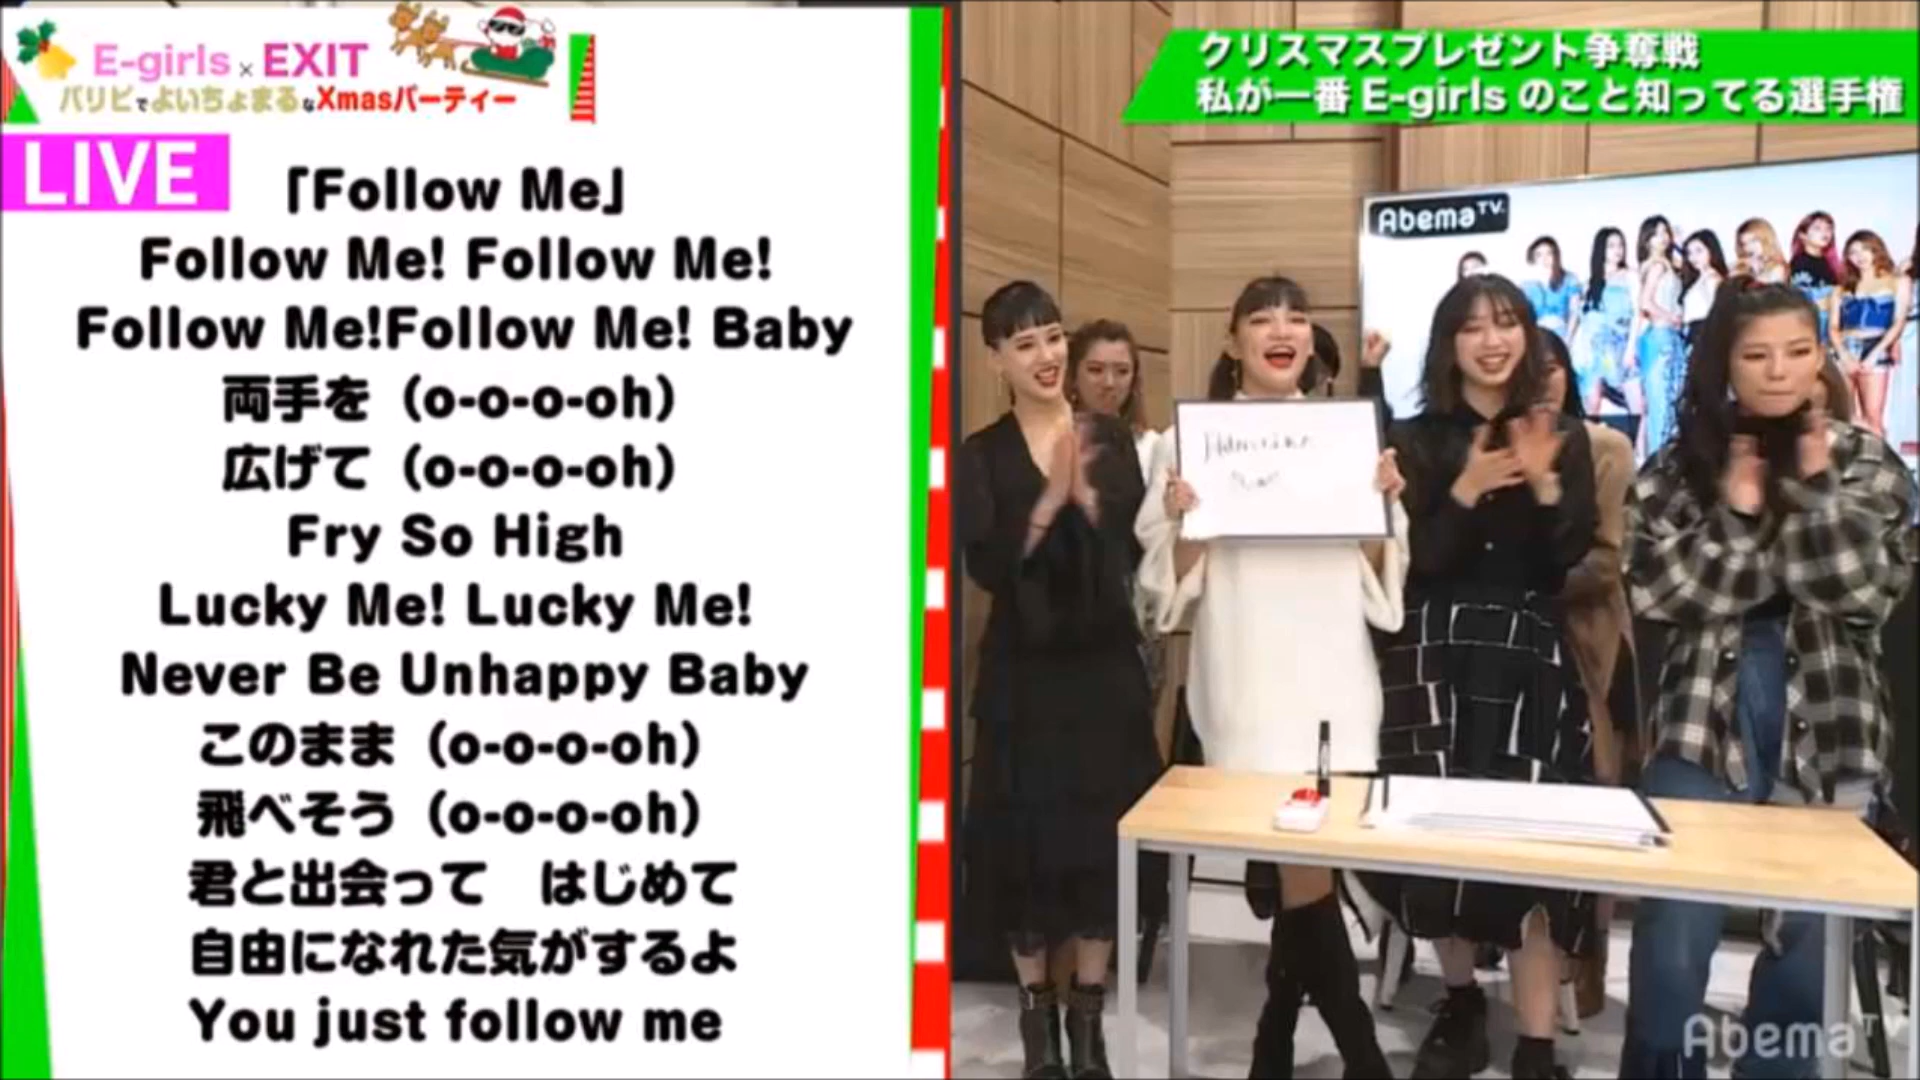 E-girls × EXIT
パリピでよいちょまるなXmasパーティー
LIVE
クリスマスプレゼント争奪戦
私が一番E-girlsのこと知ってる選手権
「Follow Me」
Follow Me! Follow Me!
Follow Me!Follow Me! Baby
両手を（o-o-o-oh）
広げて（o-o-o-oh）
Fry So High
Lucky Me! Lucky Me!
Never Be Unhappy Baby
このまま（o-o-o-oh）
飛べそう（o-o-o-oh）
君と出会って　はじめて
自由になれた気がするよ
You just follow me
AbemaTV
AbemaTV